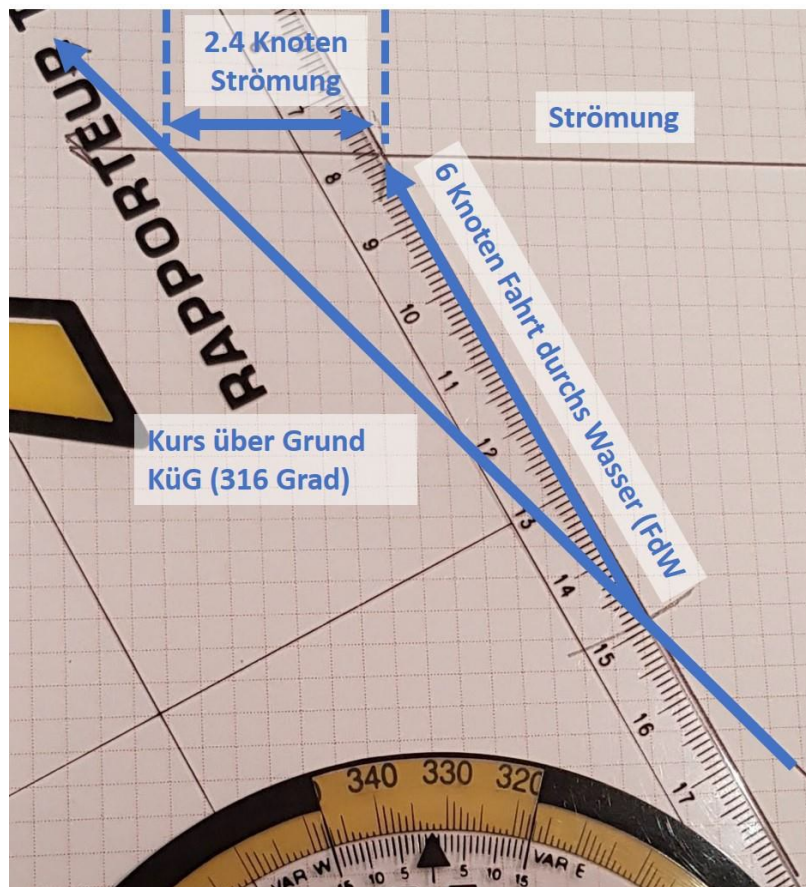 2.4 Knoten
Strömung
Strömung
7
8
9
10
11
12
13
14
15
16
17
6 Knoten Fahrt durchs Wasser (FdW
RAPPORTEUR T
Kurs über Grund
KüG (316 Grad)
340 330 320
VAR W 15 10 5 5 10 15 VAR E